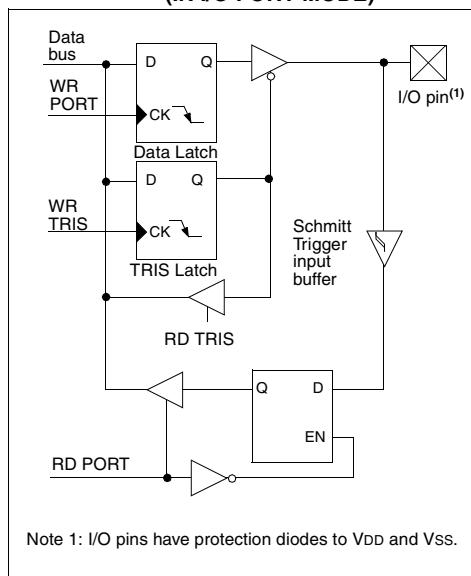 (IN I/O PORT MODE)
Data
bus
D
Q
WR
PORT
I/O pin(1)
CK
Data Latch
D
Q
WR
TRIS
CK
Schmitt
Trigger
input
buffer
TRIS Latch
RD TRIS
Q
D
EN
RD PORT
Note 1: I/O pins have protection diodes to VDD and VSS.